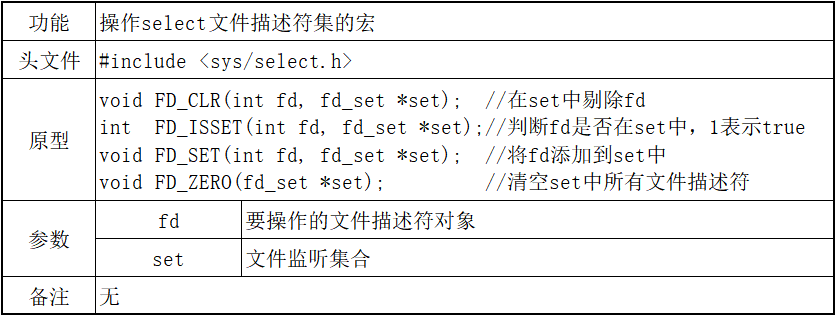 功能 操作select文件描述符集的宏
头文件 #include <sys/select.h>
原型
void FD_CLR(int fd, fd_set *set); //在set中剔除fd
int FD_ISSET(int fd, fd_set *set);//判断fd是否在set中，1表示true
void FD_SET(int fd, fd_set *set); //将fd添加到set中
void FD_ZERO(fd_set *set); //清空set中所有文件描述符
参数
fd 要操作的文件描述符对象
set 文件监听集合
备注 无